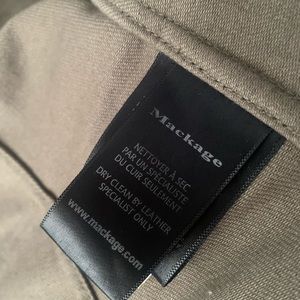 Mackage
NETTOYER À SEC
PAR UN SPÉCIALISTE
DU CUIR SEULEMENT
DRY CLEAN BY LEATHER
SPECIALIST ONLY
www.mackage.com